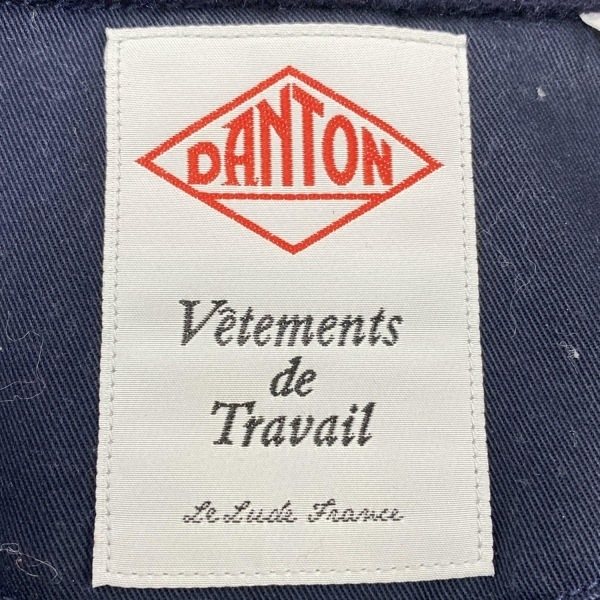 DANTON
Vêtements
de
Travail
Le Lude France